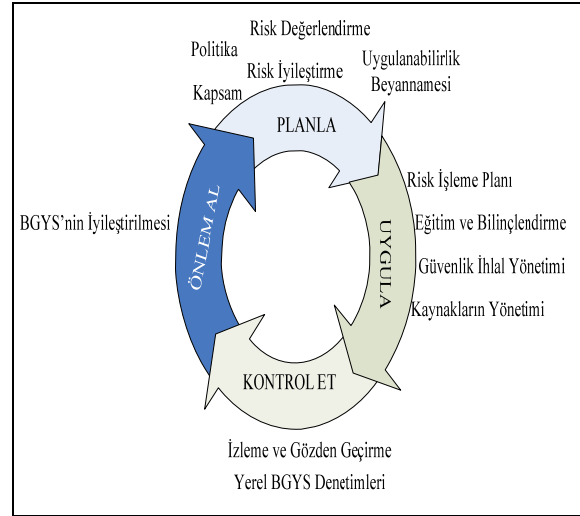 Risk Değerlendirme
Politika
Uygulanabilirlik
Beyannamesi
Risk İyileştirme
Kapsam
PLANLA
Risk İşleme Planı
BGYS’nin İyileştirilmesi
ÖNLEM AL
UYGULA
Eğitim ve Bilinçlendirme
Güvenlik İhlal Yönetimi
Kaynakların Yönetimi
KONTROL ET
İzleme ve Gözden Geçirme
Yerel BGYS Denetimleri